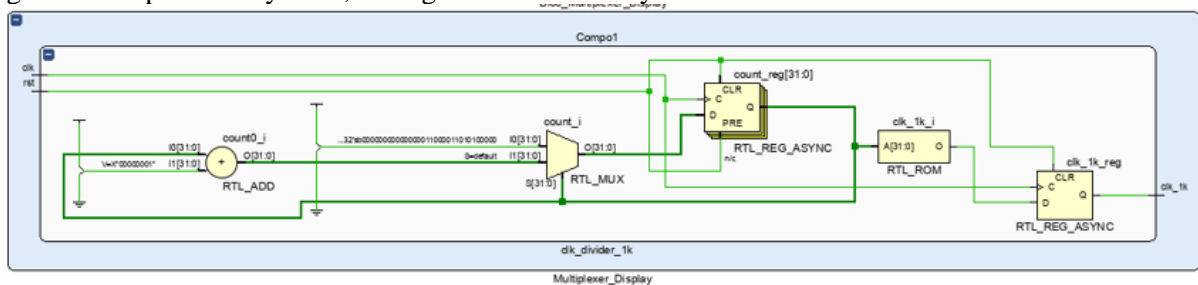 Compo1
clk
rst
count_reg[31:0]
CLR
C
Q
D
PRE
n/c
RTL_REG_ASYNC
count0_i
I0[31:0]
V=X"00000001"
I1[31:0]
+
O[31:0]
RTL_ADD
count_i
I0[31:0]
S=default
I1[31:0]
O[31:0]
S[31:0]
RTL_MUX
clk_1k_i
A[31:0]
O
RTL_ROM
clk_1k_reg
CLR
C
Q
D
RTL_REG_ASYNC
clk_1k
clk_divider_1k
Multiplexer_Display